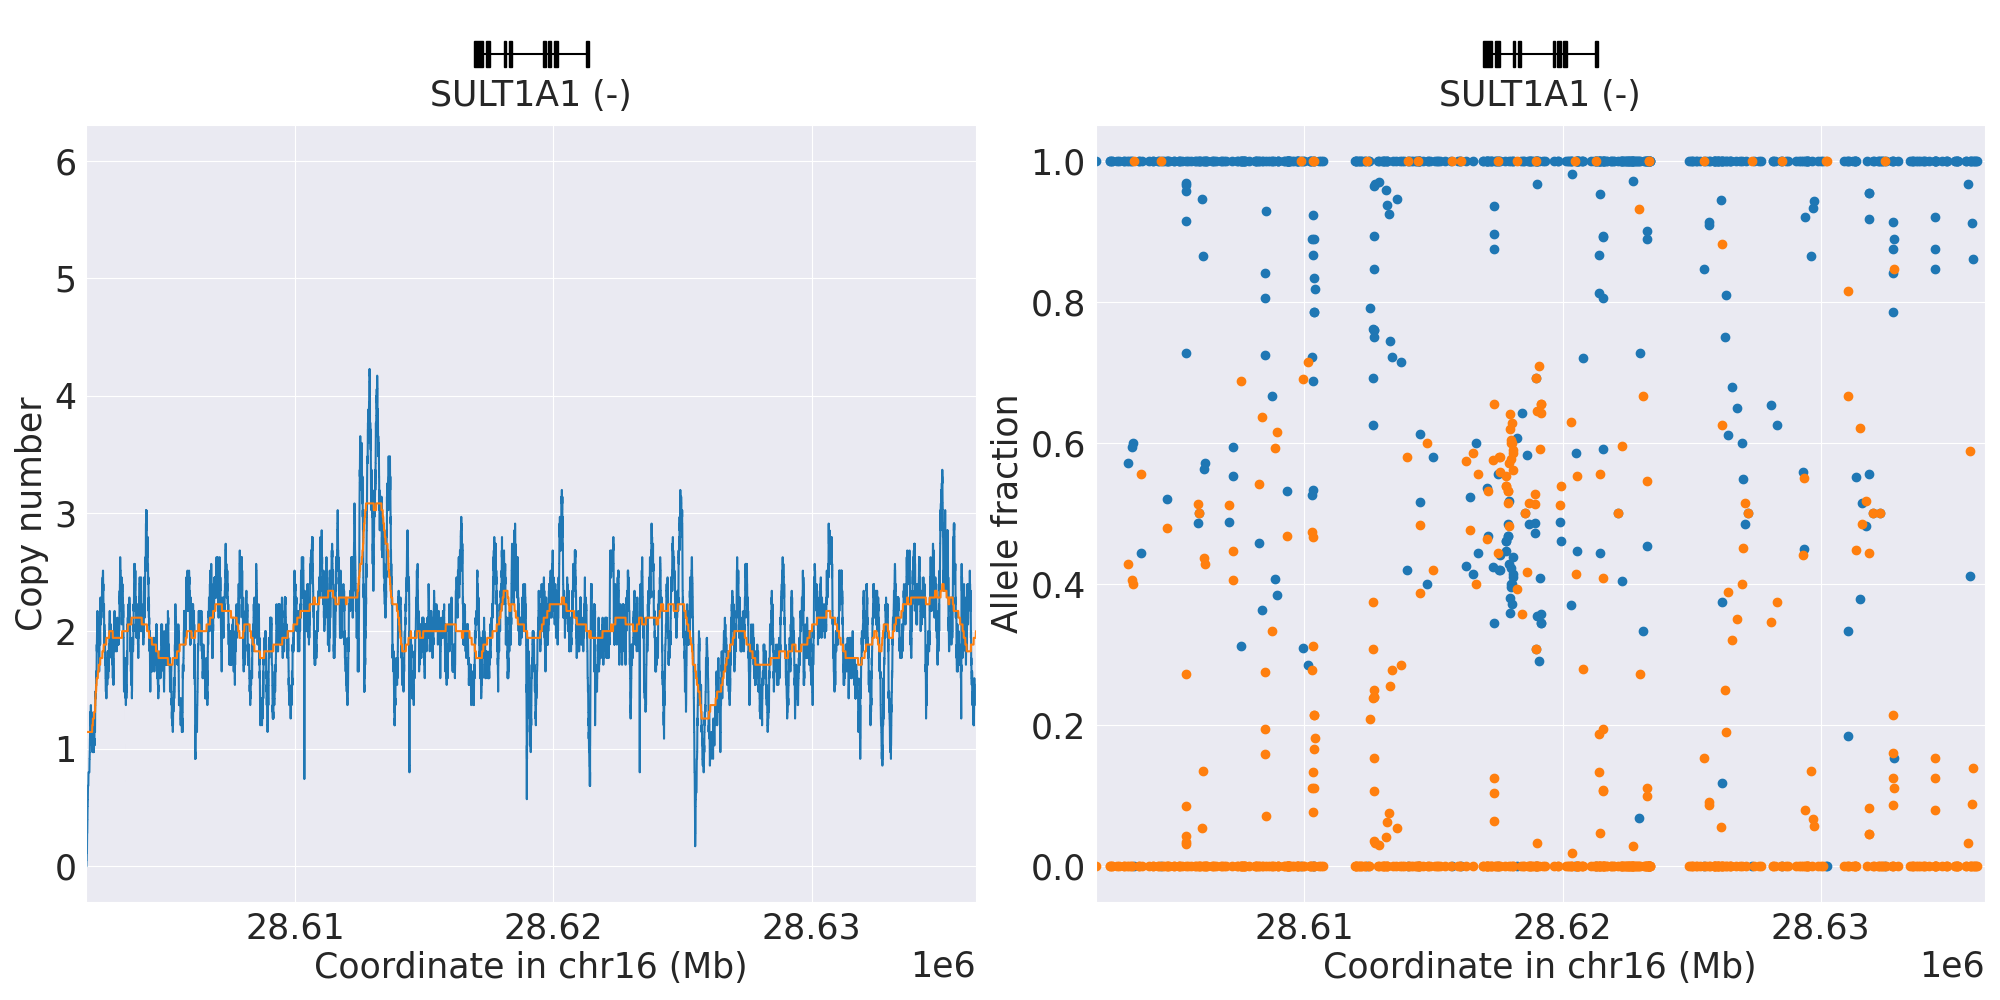 SULT1A1 (-)
Copy number
6
5
4
3
2
1
0
28.61
28.62
28.63
Coordinate in chr16 (Mb)
1e6
SULT1A1 (-)
Allele fraction
1.0
0.8
0.6
0.4
0.2
0.0
28.61
28.62
28.63
Coordinate in chr16 (Mb)
1e6